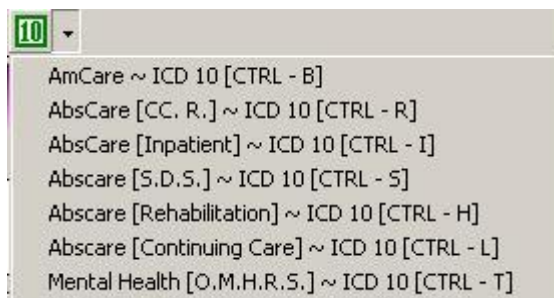 10
AmCare ~ ICD 10 [CTRL - B]
AbsCare [CC. R.] ~ ICD 10 [CTRL - R]
AbsCare [Inpatient] ~ ICD 10 [CTRL - I]
Abscare [S.D.S.] ~ ICD 10 [CTRL - S]
Abscare [Rehabilitation] ~ ICD 10 [CTRL - H]
Abscare [Continuing Care] ~ ICD 10 [CTRL - L]
Mental Health [O.M.H.R.S.] ~ ICD 10 [CTRL - T]